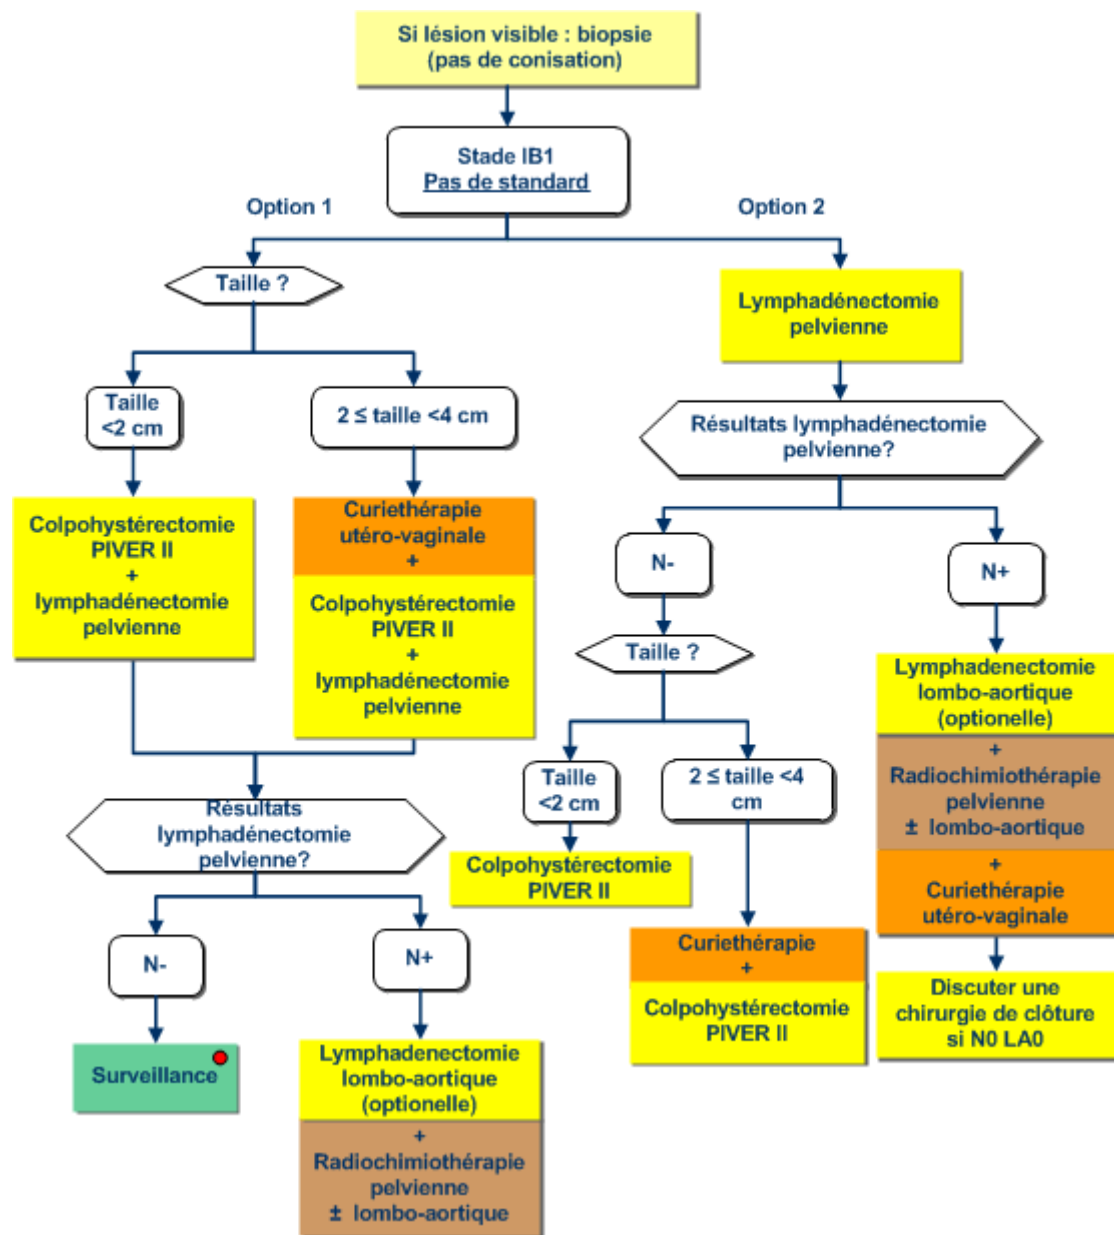 Si lésion visible : biopsie
(pas de conisation)
Stade IB1
Pas de standard
Option 1
Option 2
Taille ?
Taille
<2 cm
2 ≤ taille <4 cm
Colpohystérectomie
PIVER II
+
lymphadénectomie
pelvienne
Curiethérapie
utéro-vaginale
+
Colpohystérectomie
PIVER II
+
lymphadénectomie
pelvienne
Résultats
lymphadénectomie
pelvienne?
N-
N+
Surveillance
Lymphadenectomie
lombo-aortique
(optionelle)
+
Radiochimiothérapie
pelvienne
± lombo-aortique
Lymphadénectomie
pelvienne
Résultats lymphadénectomie
pelvienne?
N-
N+
Taille ?
Taille
<2 cm
2 ≤ taille <4
cm
Colpohystérectomie
PIVER II
Curiethérapie
+
Colpohystérectomie
PIVER II
Lymphadenectomie
lombo-aortique
(optionelle)
+
Radiochimiothérapie
pelvienne
± lombo-aortique
+
Curiethérapie
utéro-vaginale
Discuter une
chirurgie de clôture
si N0 LA0